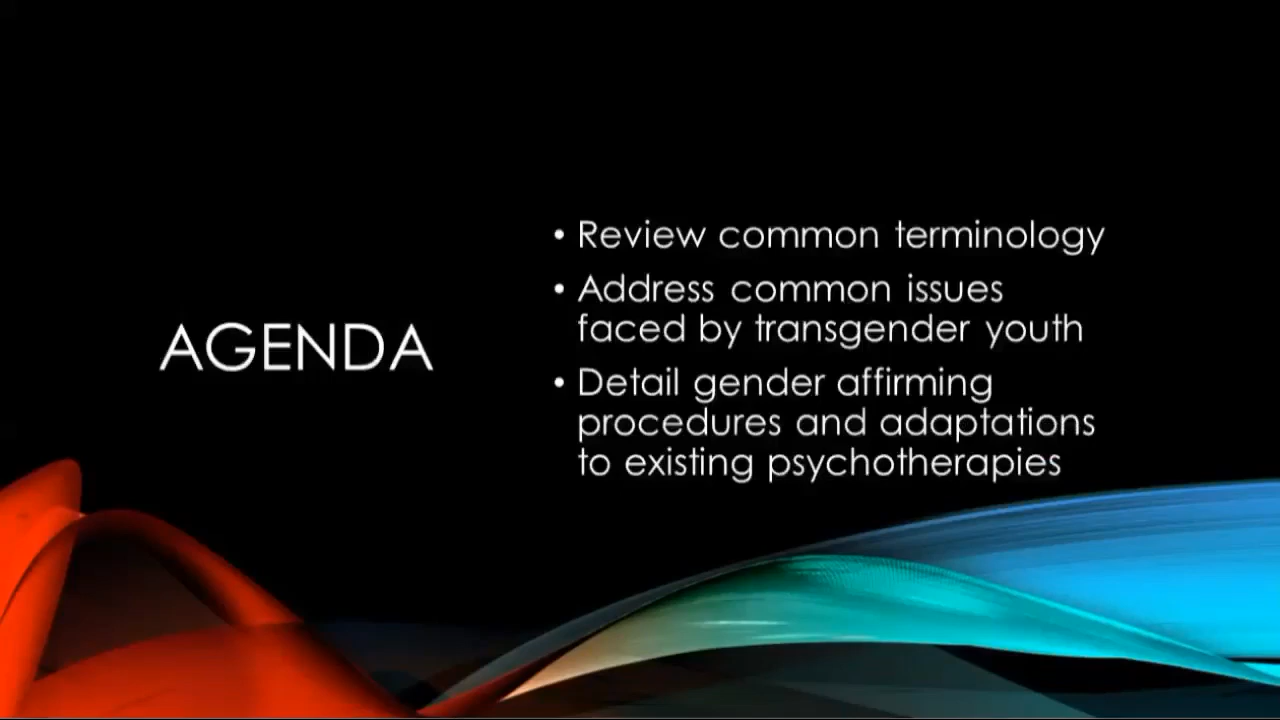 AGENDA
• Review common terminology
• Address common issues
faced by transgender youth
• Detail gender affirming
procedures and adaptations
to existing psychotherapies